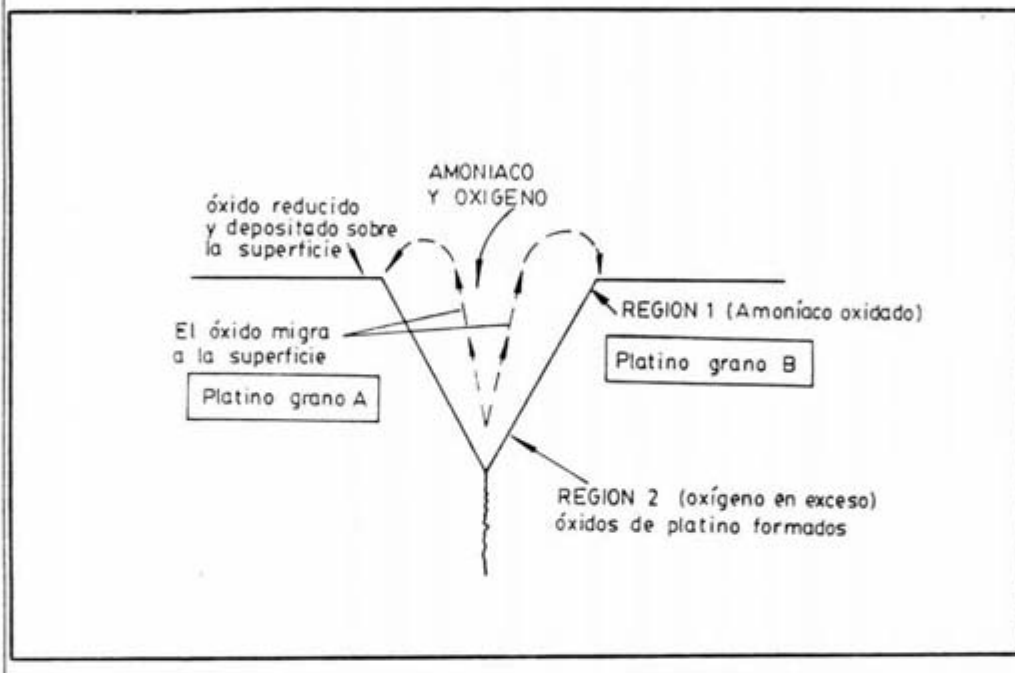 AMONIACO
Y OXIGENO
óxido reducido
y depositado sobre
la superficie
El óxido migra
a la superficie
Platino grano A
REGION 1 (Amoníaco oxidado)
Platino grano B
REGION 2 (oxígeno en exceso)
óxidos de platino formados